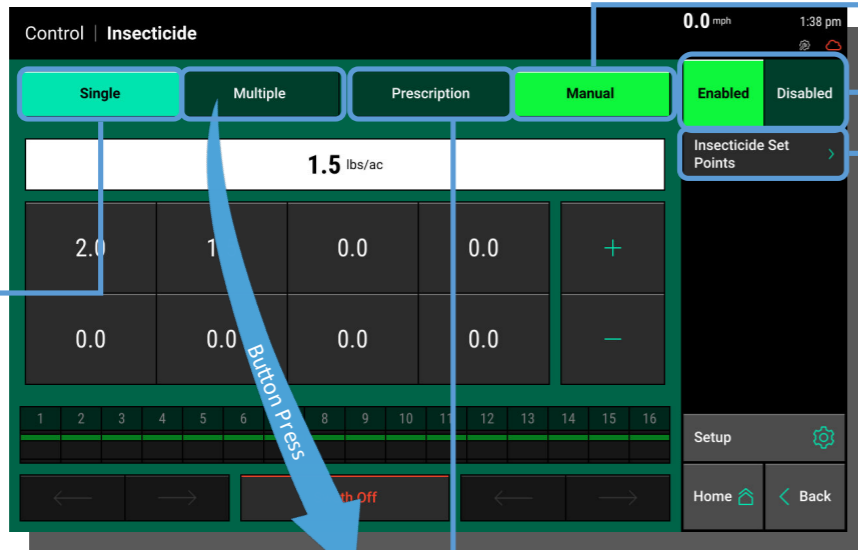 Control | Insecticide
0.0 mph
1:38 pm
Single
Multiple
Prescription
Manual
Enabled
Disabled
1.5 lbs/ac
Insecticide Set
Points
2.0
0.0
0.0
+
0.0
0.0
0.0
0.0
−
Button Press
1 2 3 4 5 6 8 9 10 11 12 13 14 15 16
Off
Setup
Home
Back